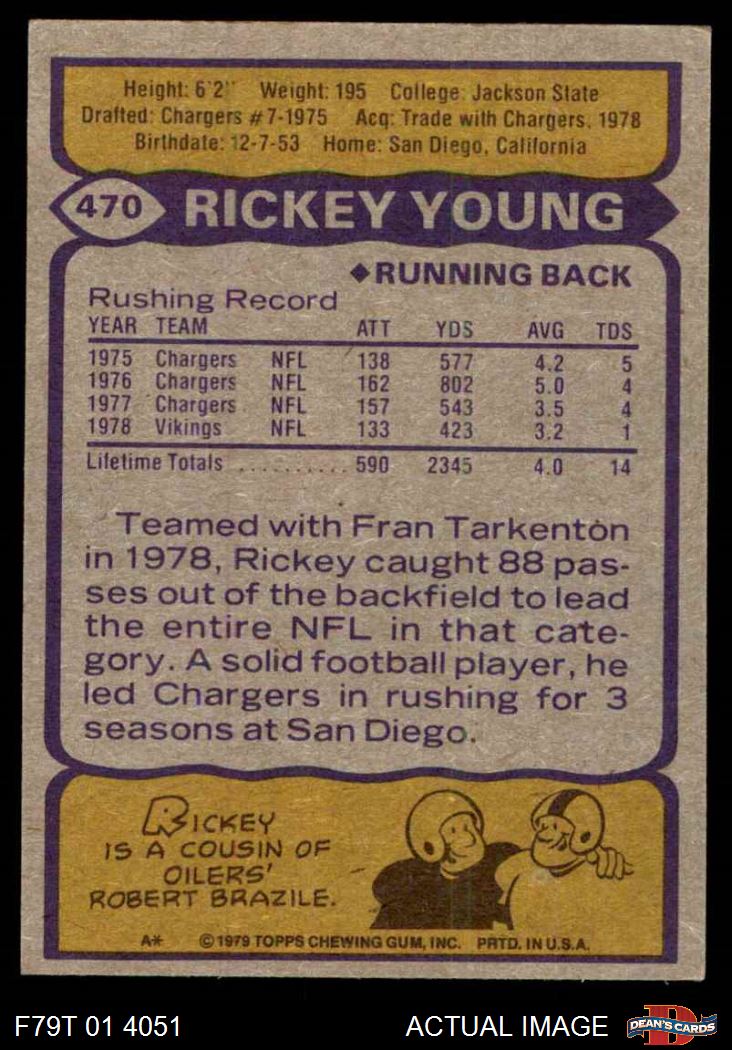 Height: 6'2" Weight: 195 College: Jackson State
Drafted: Chargers #7-1975 Acq: Trade with Chargers, 1978
Birthdate: 12-7-53 Home: San Diego, California
470 RICKEY YOUNG
◆RUNNING BACK
Rushing Record
YEAR TEAM ATT YDS AVG TDS
1975 Chargers NFL 138 577 4.2 5
1976 Chargers NFL 162 802 5.0 4
1977 Chargers NFL 157 543 3.5 4
1978 Vikings NFL 133 423 3.2 1
Lifetime Totals .......... 590 2345 4.0 14
Teamed with Fran Tarkenton
in 1978, Rickey caught 88 pas-
ses out of the backfield to lead
the entire NFL in that cate-
gory. A solid football player, he
led Chargers in rushing for 3
seasons at San Diego.
RICKEY
IS A COUSIN OF
OILERS'
ROBERT BRAZILE.
A* © 1979 TOPPS CHEWING GUM, INC. PRTD. IN U.S.A.
F79T 01 4051 ACTUAL IMAGE D DEAN'S CARDS